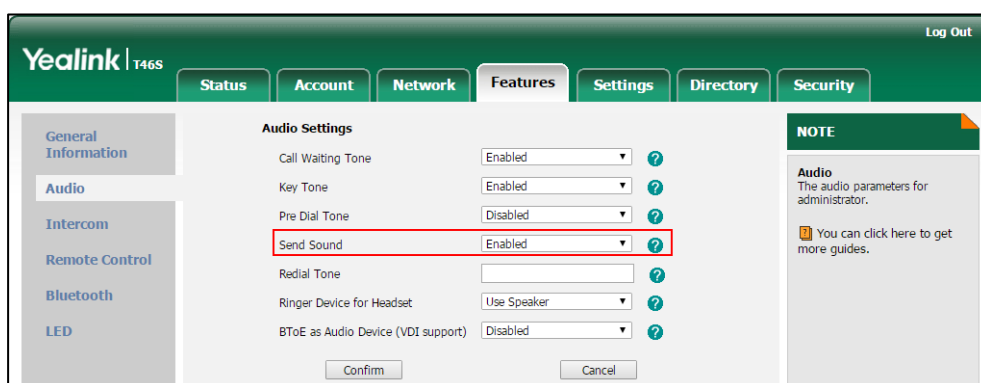 Log Out
Yealink | T46S
Status Account Network Features Settings Directory Security
General
Information
Audio
Intercom
Remote Control
Bluetooth
LED
Audio Settings
Call Waiting Tone Enabled ?
Key Tone Enabled ?
Pre Dial Tone Disabled ?
Send Sound Enabled ?
Redial Tone ?
Ringer Device for Headset Use Speaker ?
BToE as Audio Device (VDI support) Disabled ?
Confirm Cancel
NOTE
Audio
The audio parameters for
administrator.
? You can click here to get
more guides.